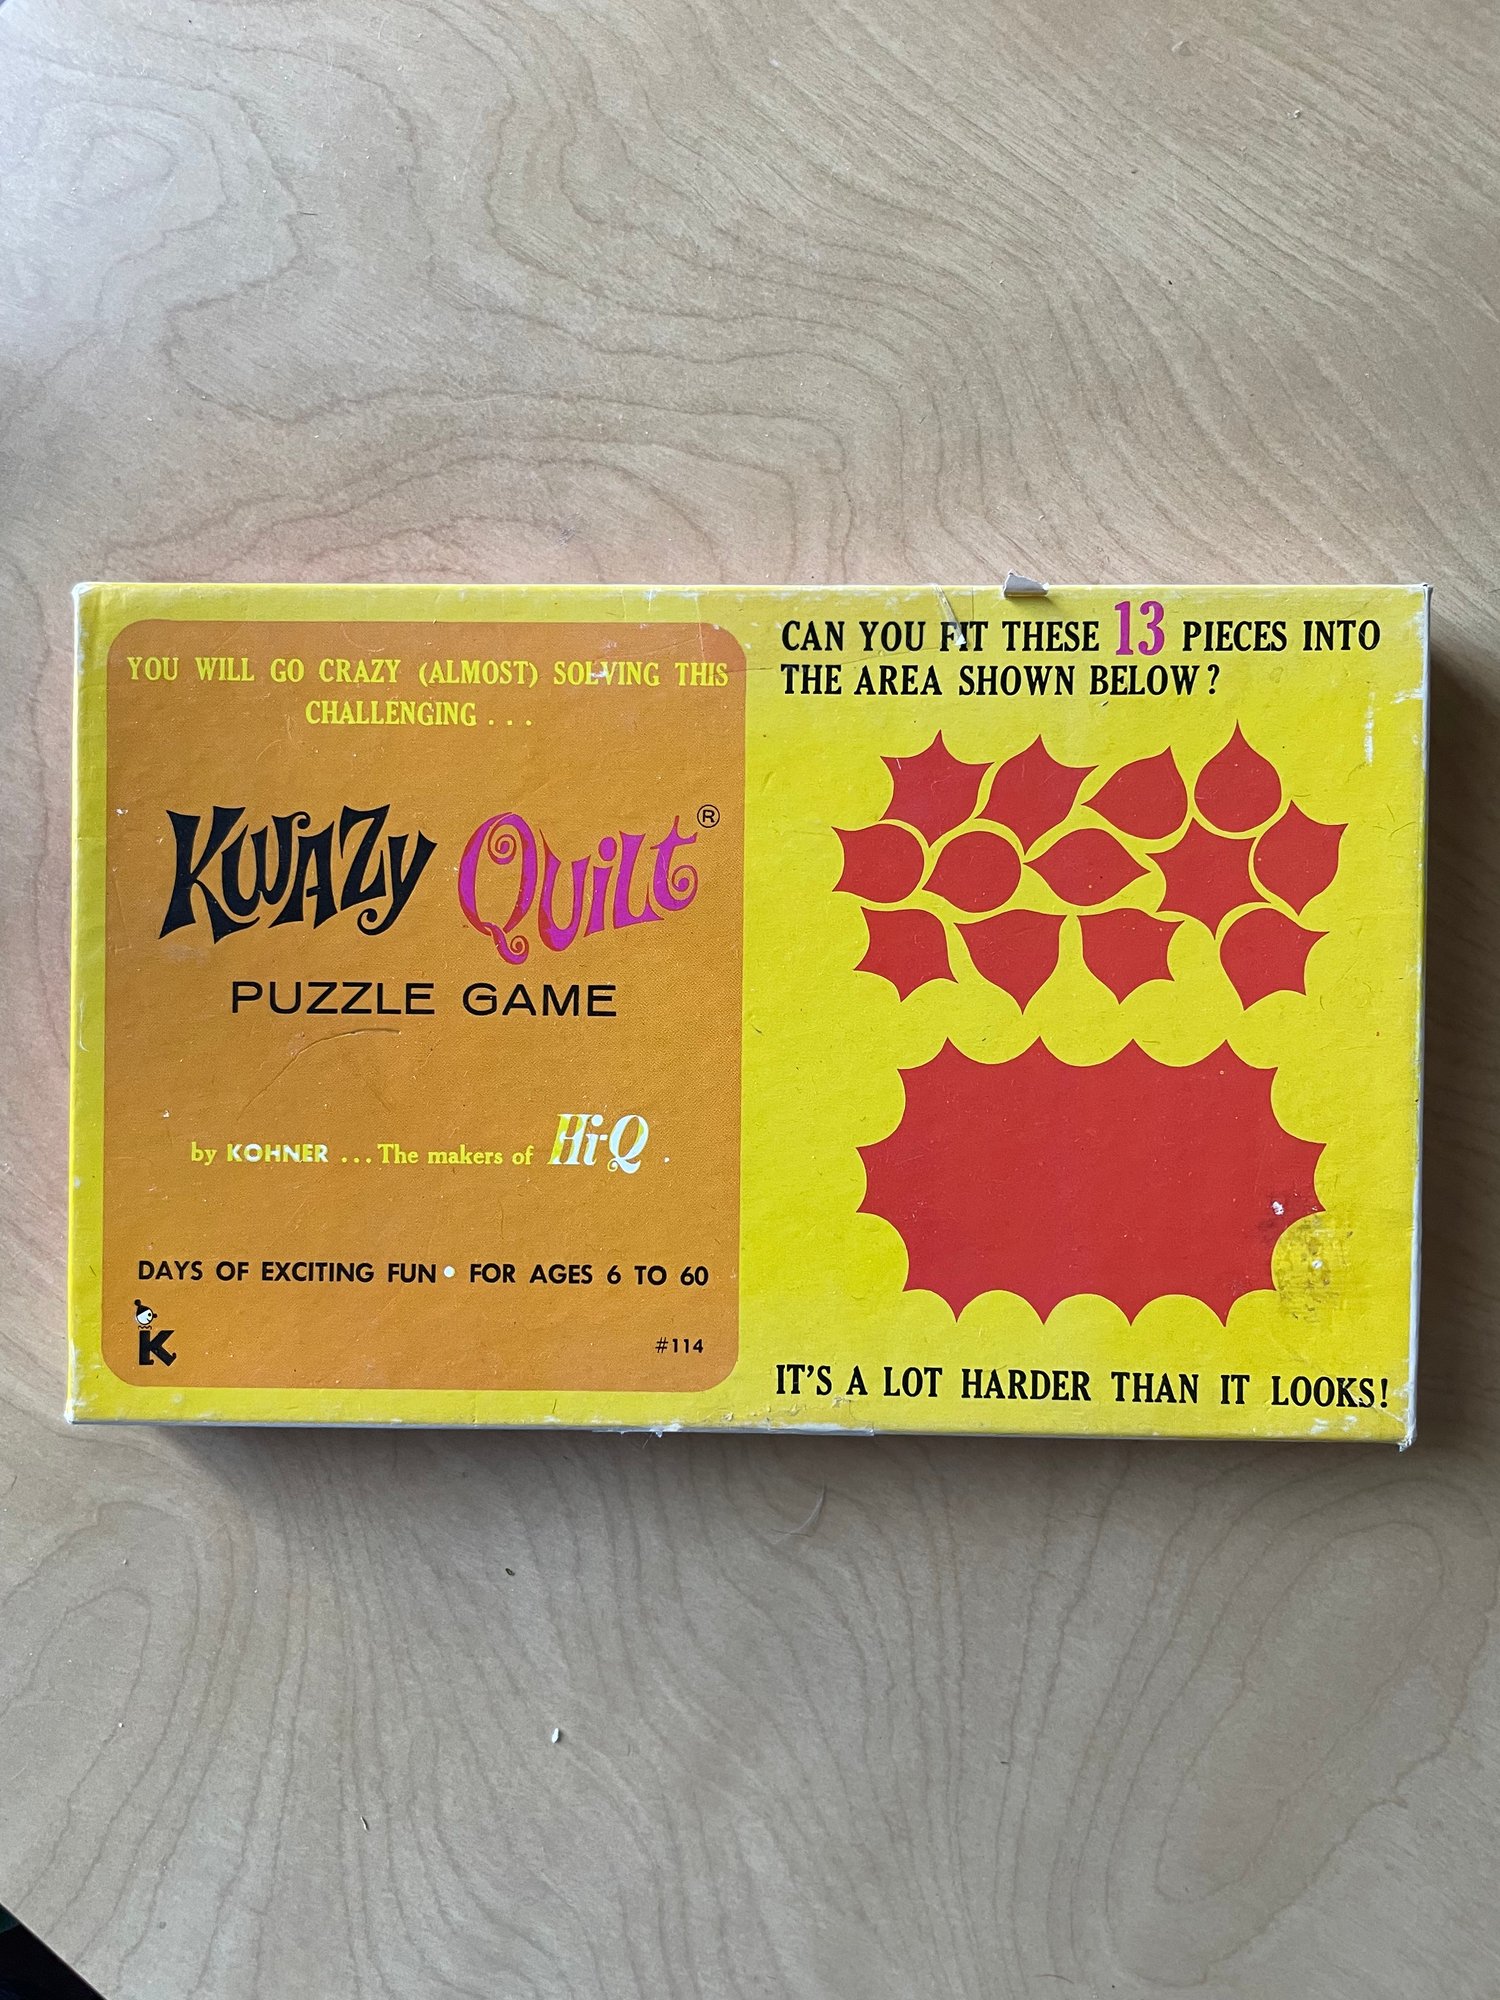 YOU WILL GO CRAZY (ALMOST) SOLVING THIS
CHALLENGING . . .
KWAZY QUILT ®
PUZZLE GAME
by KOHNER ... The makers of Hi-Q .
DAYS OF EXCITING FUN • FOR AGES 6 TO 60
K
#114
CAN YOU FIT THESE 13 PIECES INTO
THE AREA SHOWN BELOW?
IT'S A LOT HARDER THAN IT LOOKS!